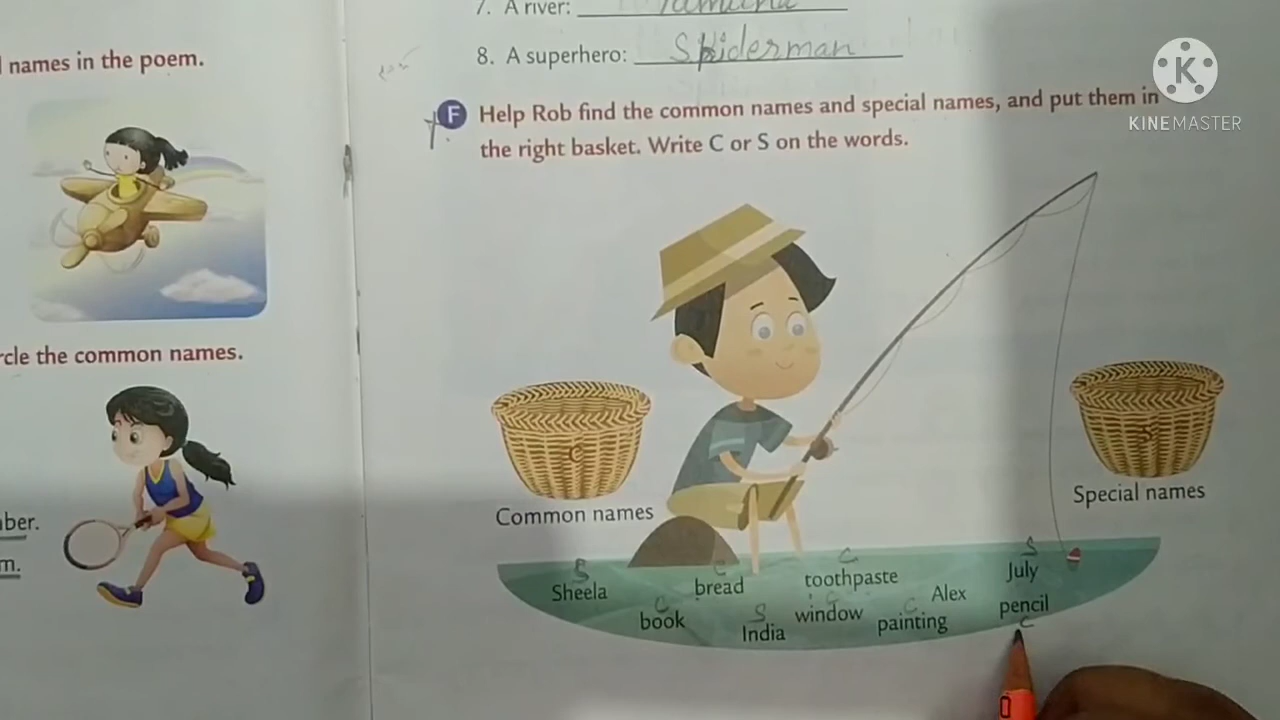 7. A river: Yamuna
8. A superhero: Spiderman
l names in the poem.
F Help Rob find the common names and special names, and put them in
the right basket. Write C or S on the words.
K
KINEMASTER
rcle the common names.
C
S
Common names
Special names
nber.
m.
S C C S
Sheela bread toothpaste Alex July
C S C C
book India window painting pencil
C